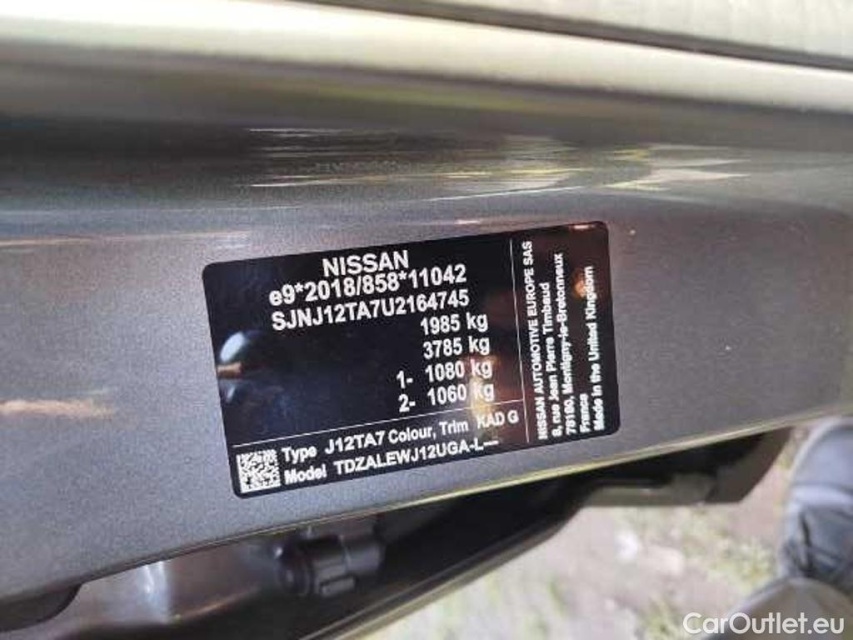 NISSAN
e9*2018/858*11042
SJNJ12TA7U2164745
1985 kg
3785 kg
1- 1080 kg
2- 1060 kg
Type J12TA7 Colour, Trim KAD G
Model TDZALEWJ12UGA-L---
NISSAN AUTOMOTIVE EUROPE SAS
8, rue Jean Pierre Timbaud
78180, Montigny-le-Bretonneux
France
Made in the United Kingdom
CarOutlet.eu